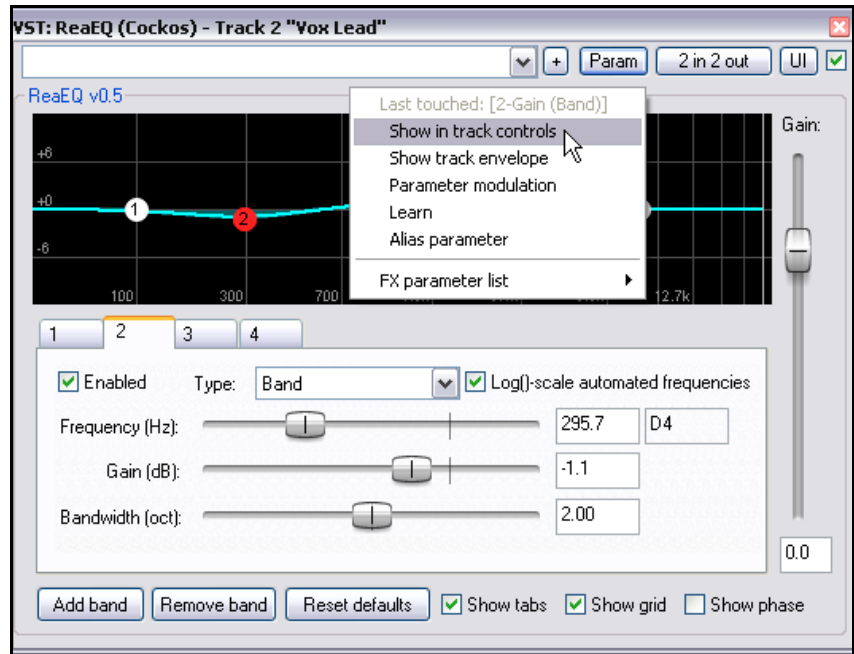 VST: ReaEQ (Cockos) - Track 2 "Vox Lead"
+ Param 2 in 2 out UI
ReaEQ v0.5
Last touched: [2-Gain (Band)]
Show in track controls
Show track envelope
Parameter modulation
Learn
Alias parameter
FX parameter list
Gain:
+6
+0
-6
1
2
100 300 700 12.7k
1 2 3 4
Enabled Type: Band Log()-scale automated frequencies
Frequency (Hz): 295.7 D4
Gain (dB): -1.1
Bandwidth (oct): 2.00
0.0
Add band Remove band Reset defaults Show tabs Show grid Show phase